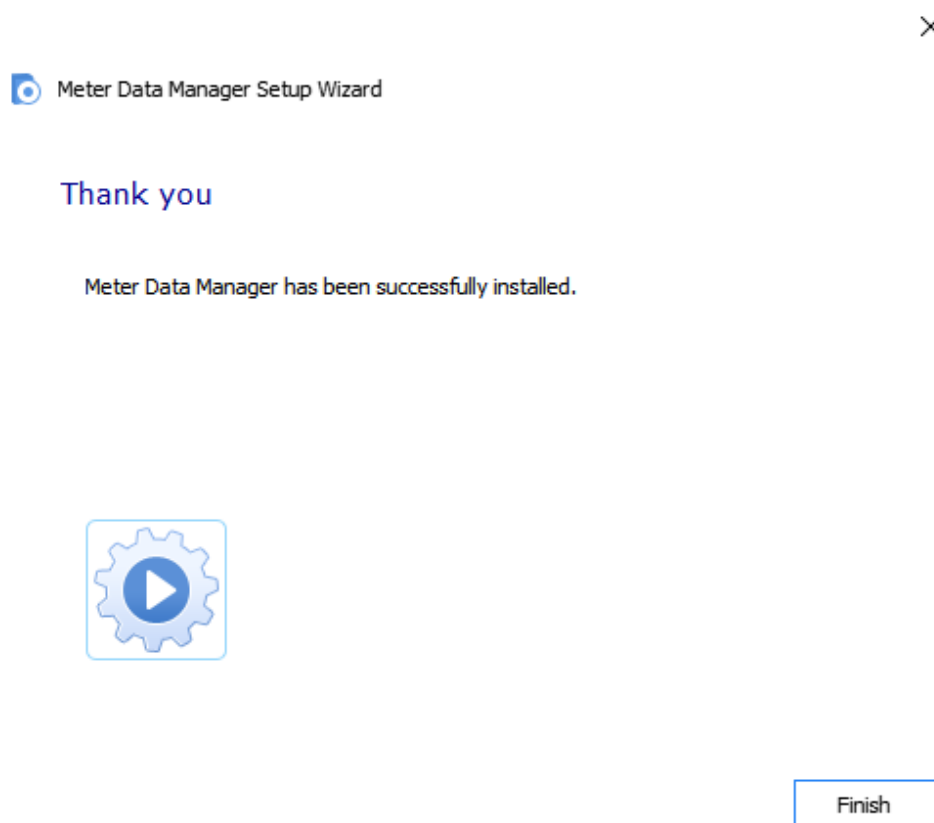 Meter Data Manager Setup Wizard
Thank you
Meter Data Manager has been successfully installed.
Finish